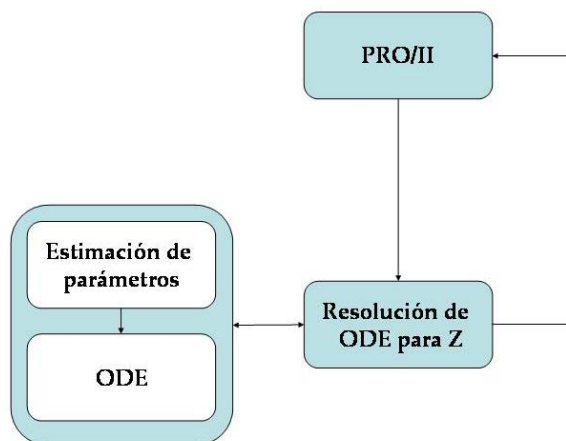 PRO/II
Estimación de
parámetros
Resolución de
ODE para Z
ODE